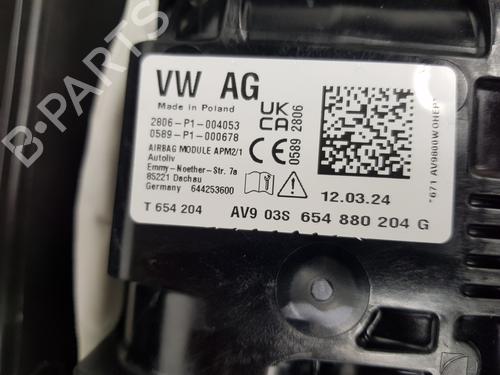 B-PARTS
VW AG
Made in Poland
2806-P1-004053
0589-P1-000678
AIRBAG MODULE APM2/1
Autoliv
Emmy-Noether-Str. 7a
85221 Dachau
Germany 644253600
UK
CA
CE
0589 2806
12.03.24
T 654 204
AV9 03S 654 880 204 G